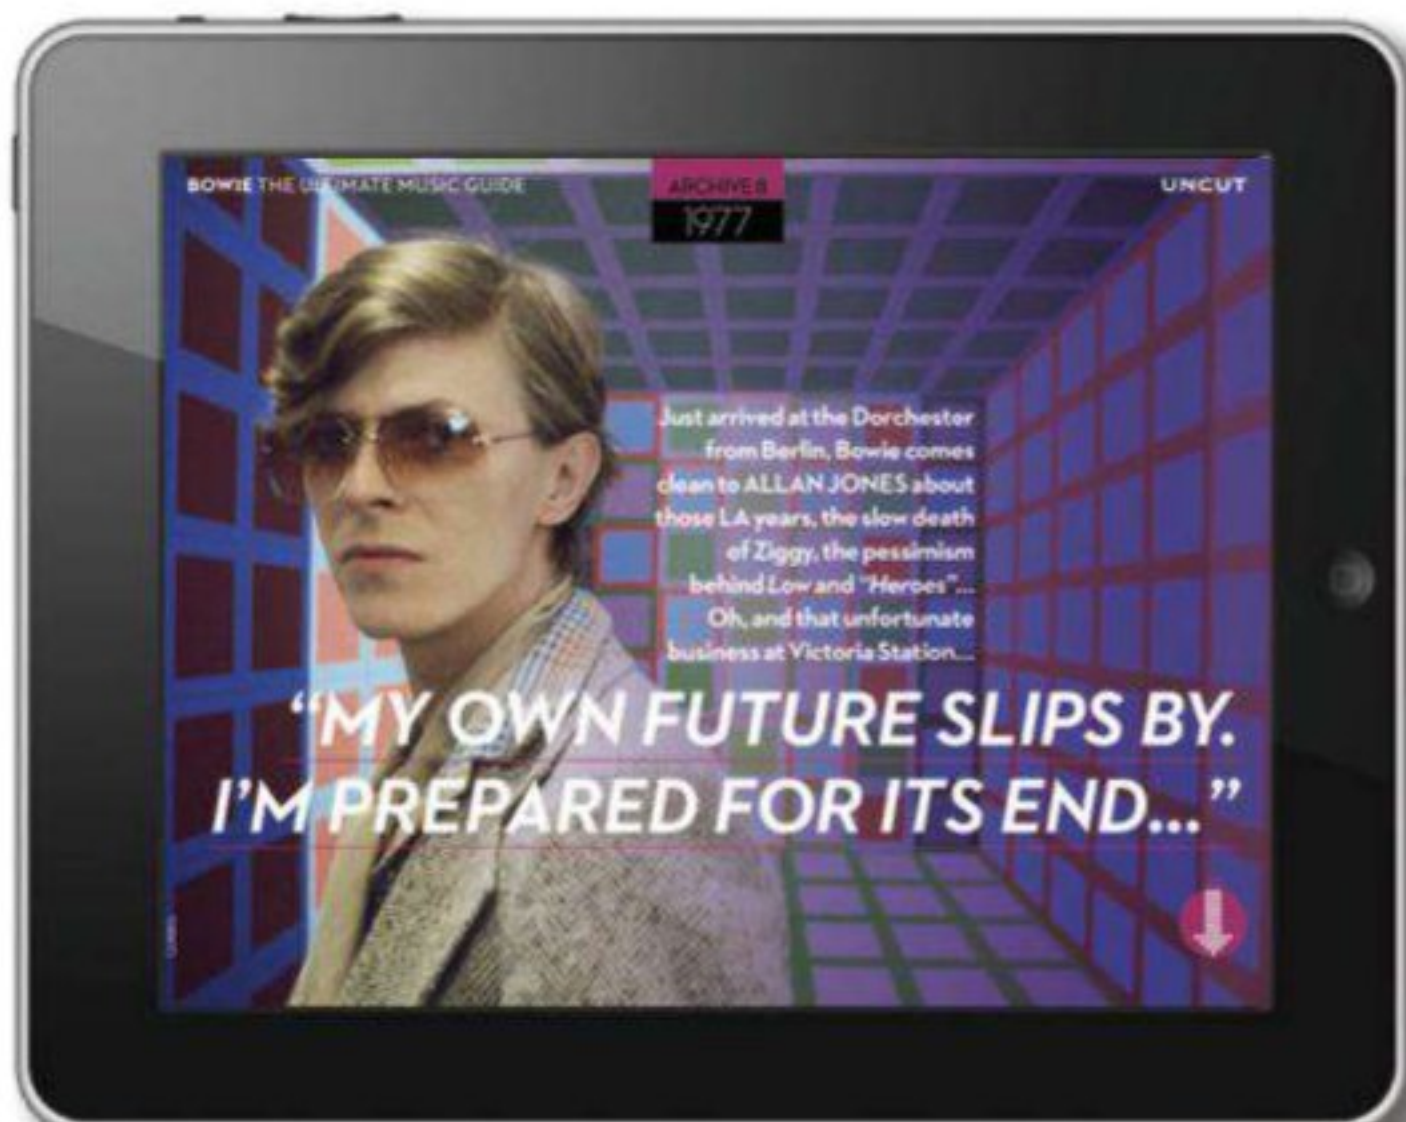 BOWIE THE ULTIMATE MUSIC GUIDE
ARCHIVE 8
1977
UNCUT
Just arrived at the Dorchester
from Berlin, Bowie comes
clean to ALLAN JONES about
those LA years, the slow death
of Ziggy, the pessimism
behind Low and "Heroes"...
Oh, and that unfortunate
business at Victoria Station...
“MY OWN FUTURE SLIPS BY.
I’M PREPARED FOR ITS END...”